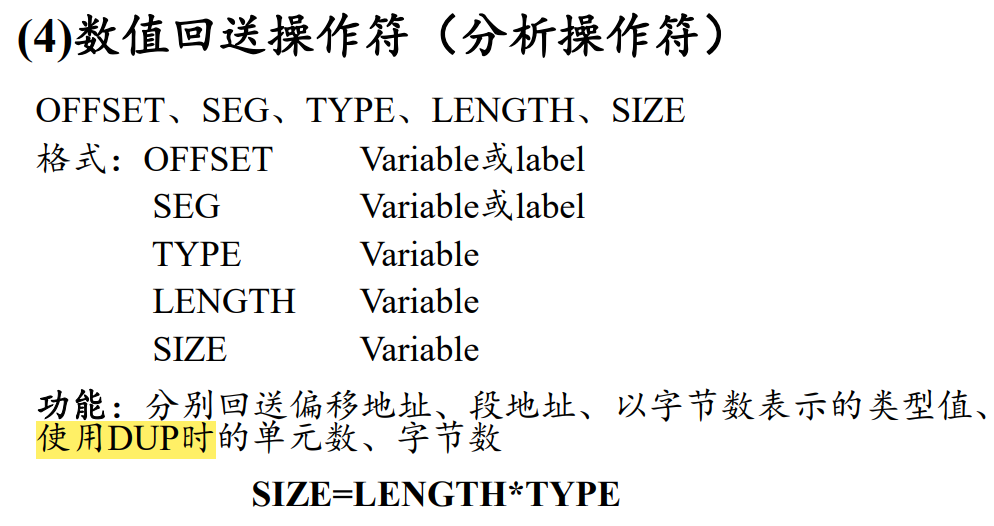 (4)数值回送操作符（分析操作符）
OFFSET、SEG、TYPE、LENGTH、SIZE
格式：OFFSET Variable或label
SEG Variable或label
TYPE Variable
LENGTH Variable
SIZE Variable
功能：分别回送偏移地址、段地址、以字节数表示的类型值、
使用DUP时的单元数、字节数
SIZE=LENGTH*TYPE